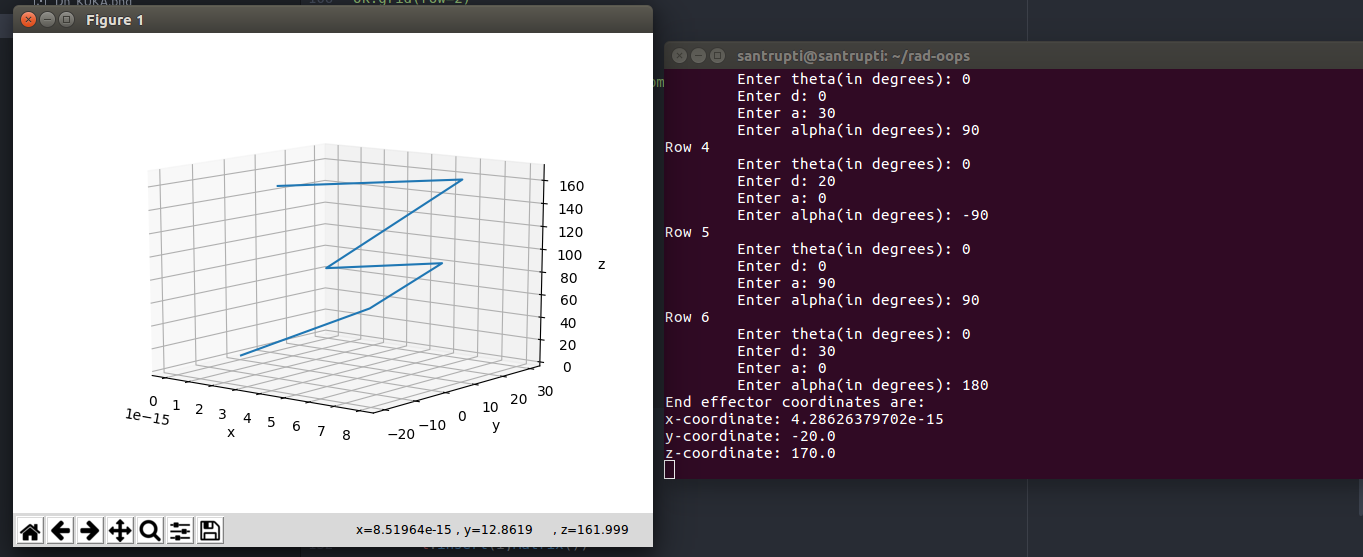 Dh_KUKA.png
ok.grid(row=2)
Figure 1
160
140
120
100
80
60
40
20
0
z
0 1 2 3 4 5 6 7 8
1e−15
x
−20 −10 0 10 20 30
y
x=8.51964e-15 , y=12.8619 , z=161.999
santrupti@santrupti: ~/rad-oops
om
Enter theta(in degrees): 0
Enter d: 0
Enter a: 30
Enter alpha(in degrees): 90
Row 4
Enter theta(in degrees): 0
Enter d: 20
Enter a: 0
Enter alpha(in degrees): -90
Row 5
Enter theta(in degrees): 0
Enter d: 0
Enter a: 90
Enter alpha(in degrees): 90
Row 6
Enter theta(in degrees): 0
Enter d: 30
Enter a: 0
Enter alpha(in degrees): 180
End effector coordinates are:
x-coordinate: 4.28626379702e-15
y-coordinate: -20.0
z-coordinate: 170.0